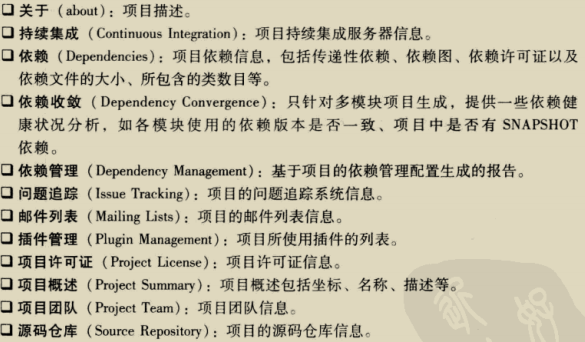 ❑ 关于（about）：项目描述。
❑ 持续集成（Continuous Integration）：项目持续集成服务器信息。
❑ 依赖（Dependencies）：项目依赖信息，包括传递性依赖、依赖图、依赖许可证以及
依赖文件的大小、所包含的类数目等。
❑ 依赖收敛（Dependency Convergence）：只针对多模块项目生成，提供一些依赖健
康状况分析，如各模块使用的依赖版本是否一致、项目中是否有 SNAPSHOT
依赖。
❑ 依赖管理（Dependency Management）：基于项目的依赖管理配置生成的报告。
❑ 问题追踪（Issue Tracking）：项目的问题追踪系统信息。
❑ 邮件列表（Mailing Lists）：项目的邮件列表信息。
❑ 插件管理（Plugin Management）：项目所使用插件的列表。
❑ 项目许可证（Project License）：项目许可证信息。
❑ 项目概述（Project Summary）：项目概述包括坐标、名称、描述等。
❑ 项目团队（Project Team）：项目团队信息。
❑ 源码仓库（Source Repository）：项目的源码仓库信息。